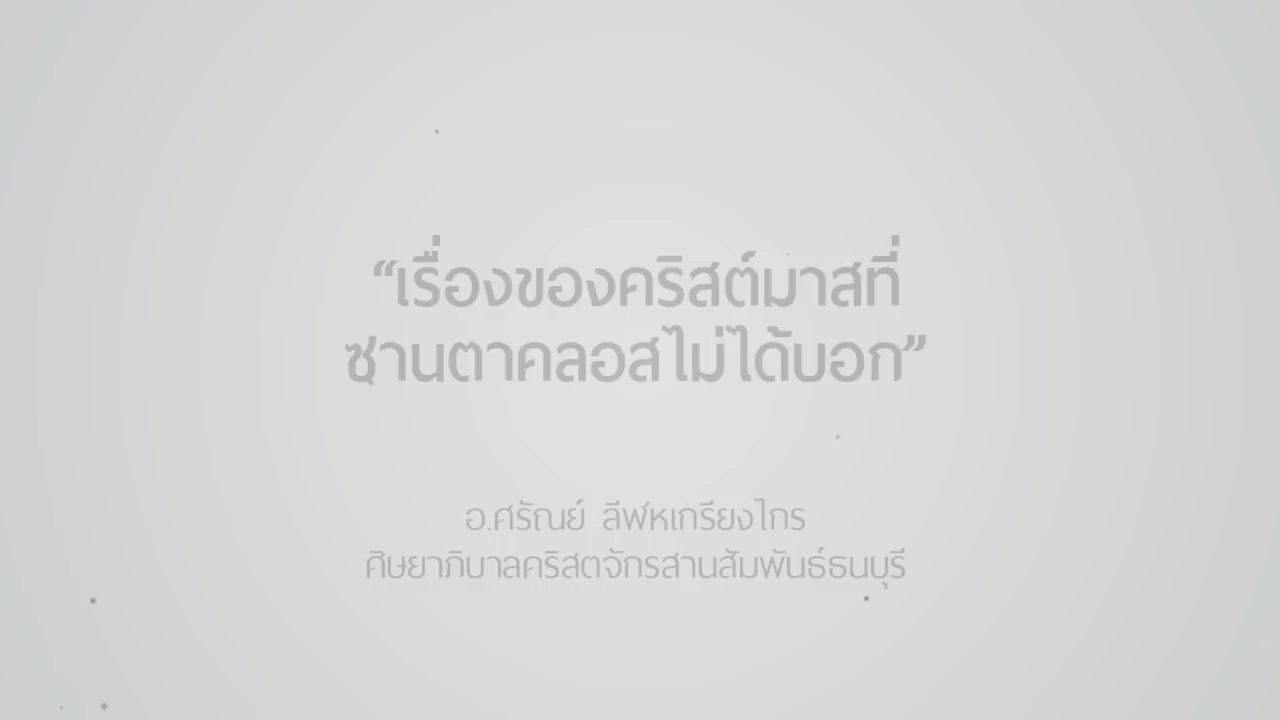 “เรื่องของคริสต์มาสที่
ซานตาคลอสไม่ได้บอก”
อ.ศรัณย์ ลีฬหเกรียงไกร
ศิษยาภิบาลคริสตจักรสานสัมพันธ์ธนบุรี